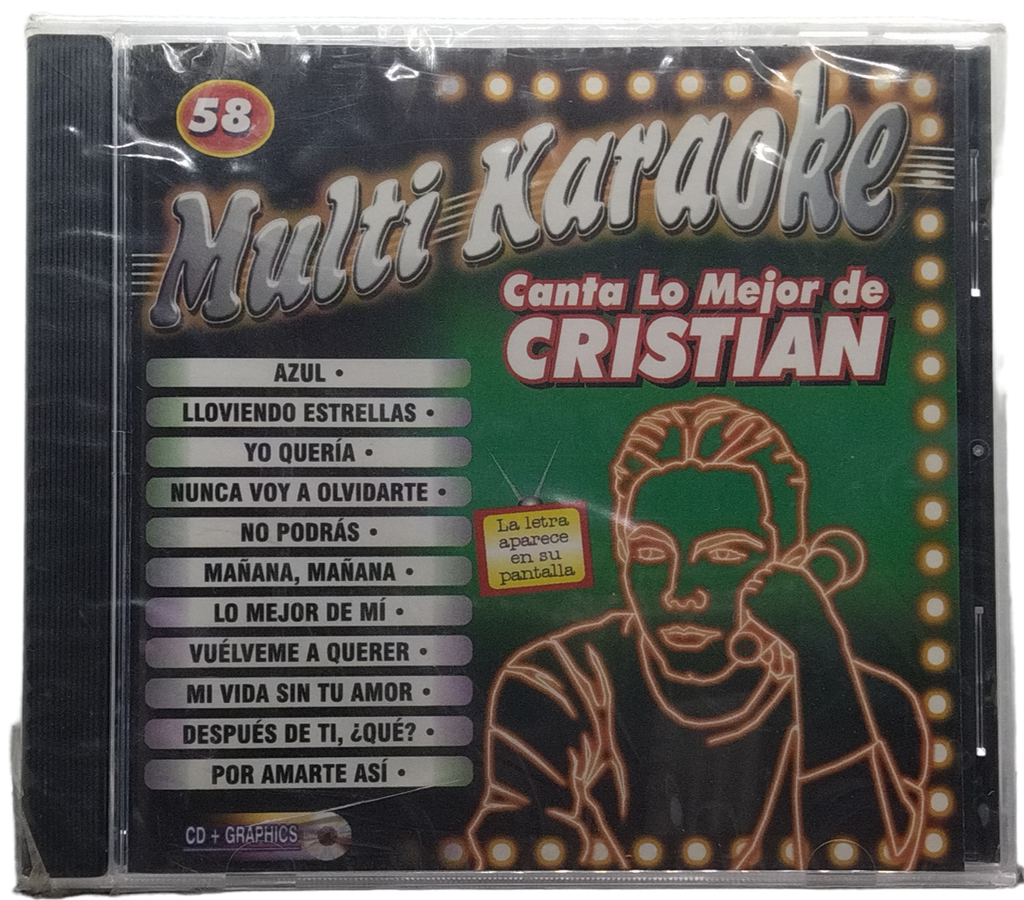 58
Multi Karaoke
Canta Lo Mejor de
CRISTIAN
AZUL •
LLOVIENDO ESTRELLAS •
YO QUERÍA •
NUNCA VOY A OLVIDARTE •
NO PODRÁS •
MAÑANA, MAÑANA •
LO MEJOR DE MÍ •
VUÉLVEME A QUERER •
MI VIDA SIN TU AMOR •
DESPUÉS DE TI, ¿QUÉ? •
POR AMARTE ASÍ •
La letra
aparece
en su
pantalla
CD + GRAPHICS